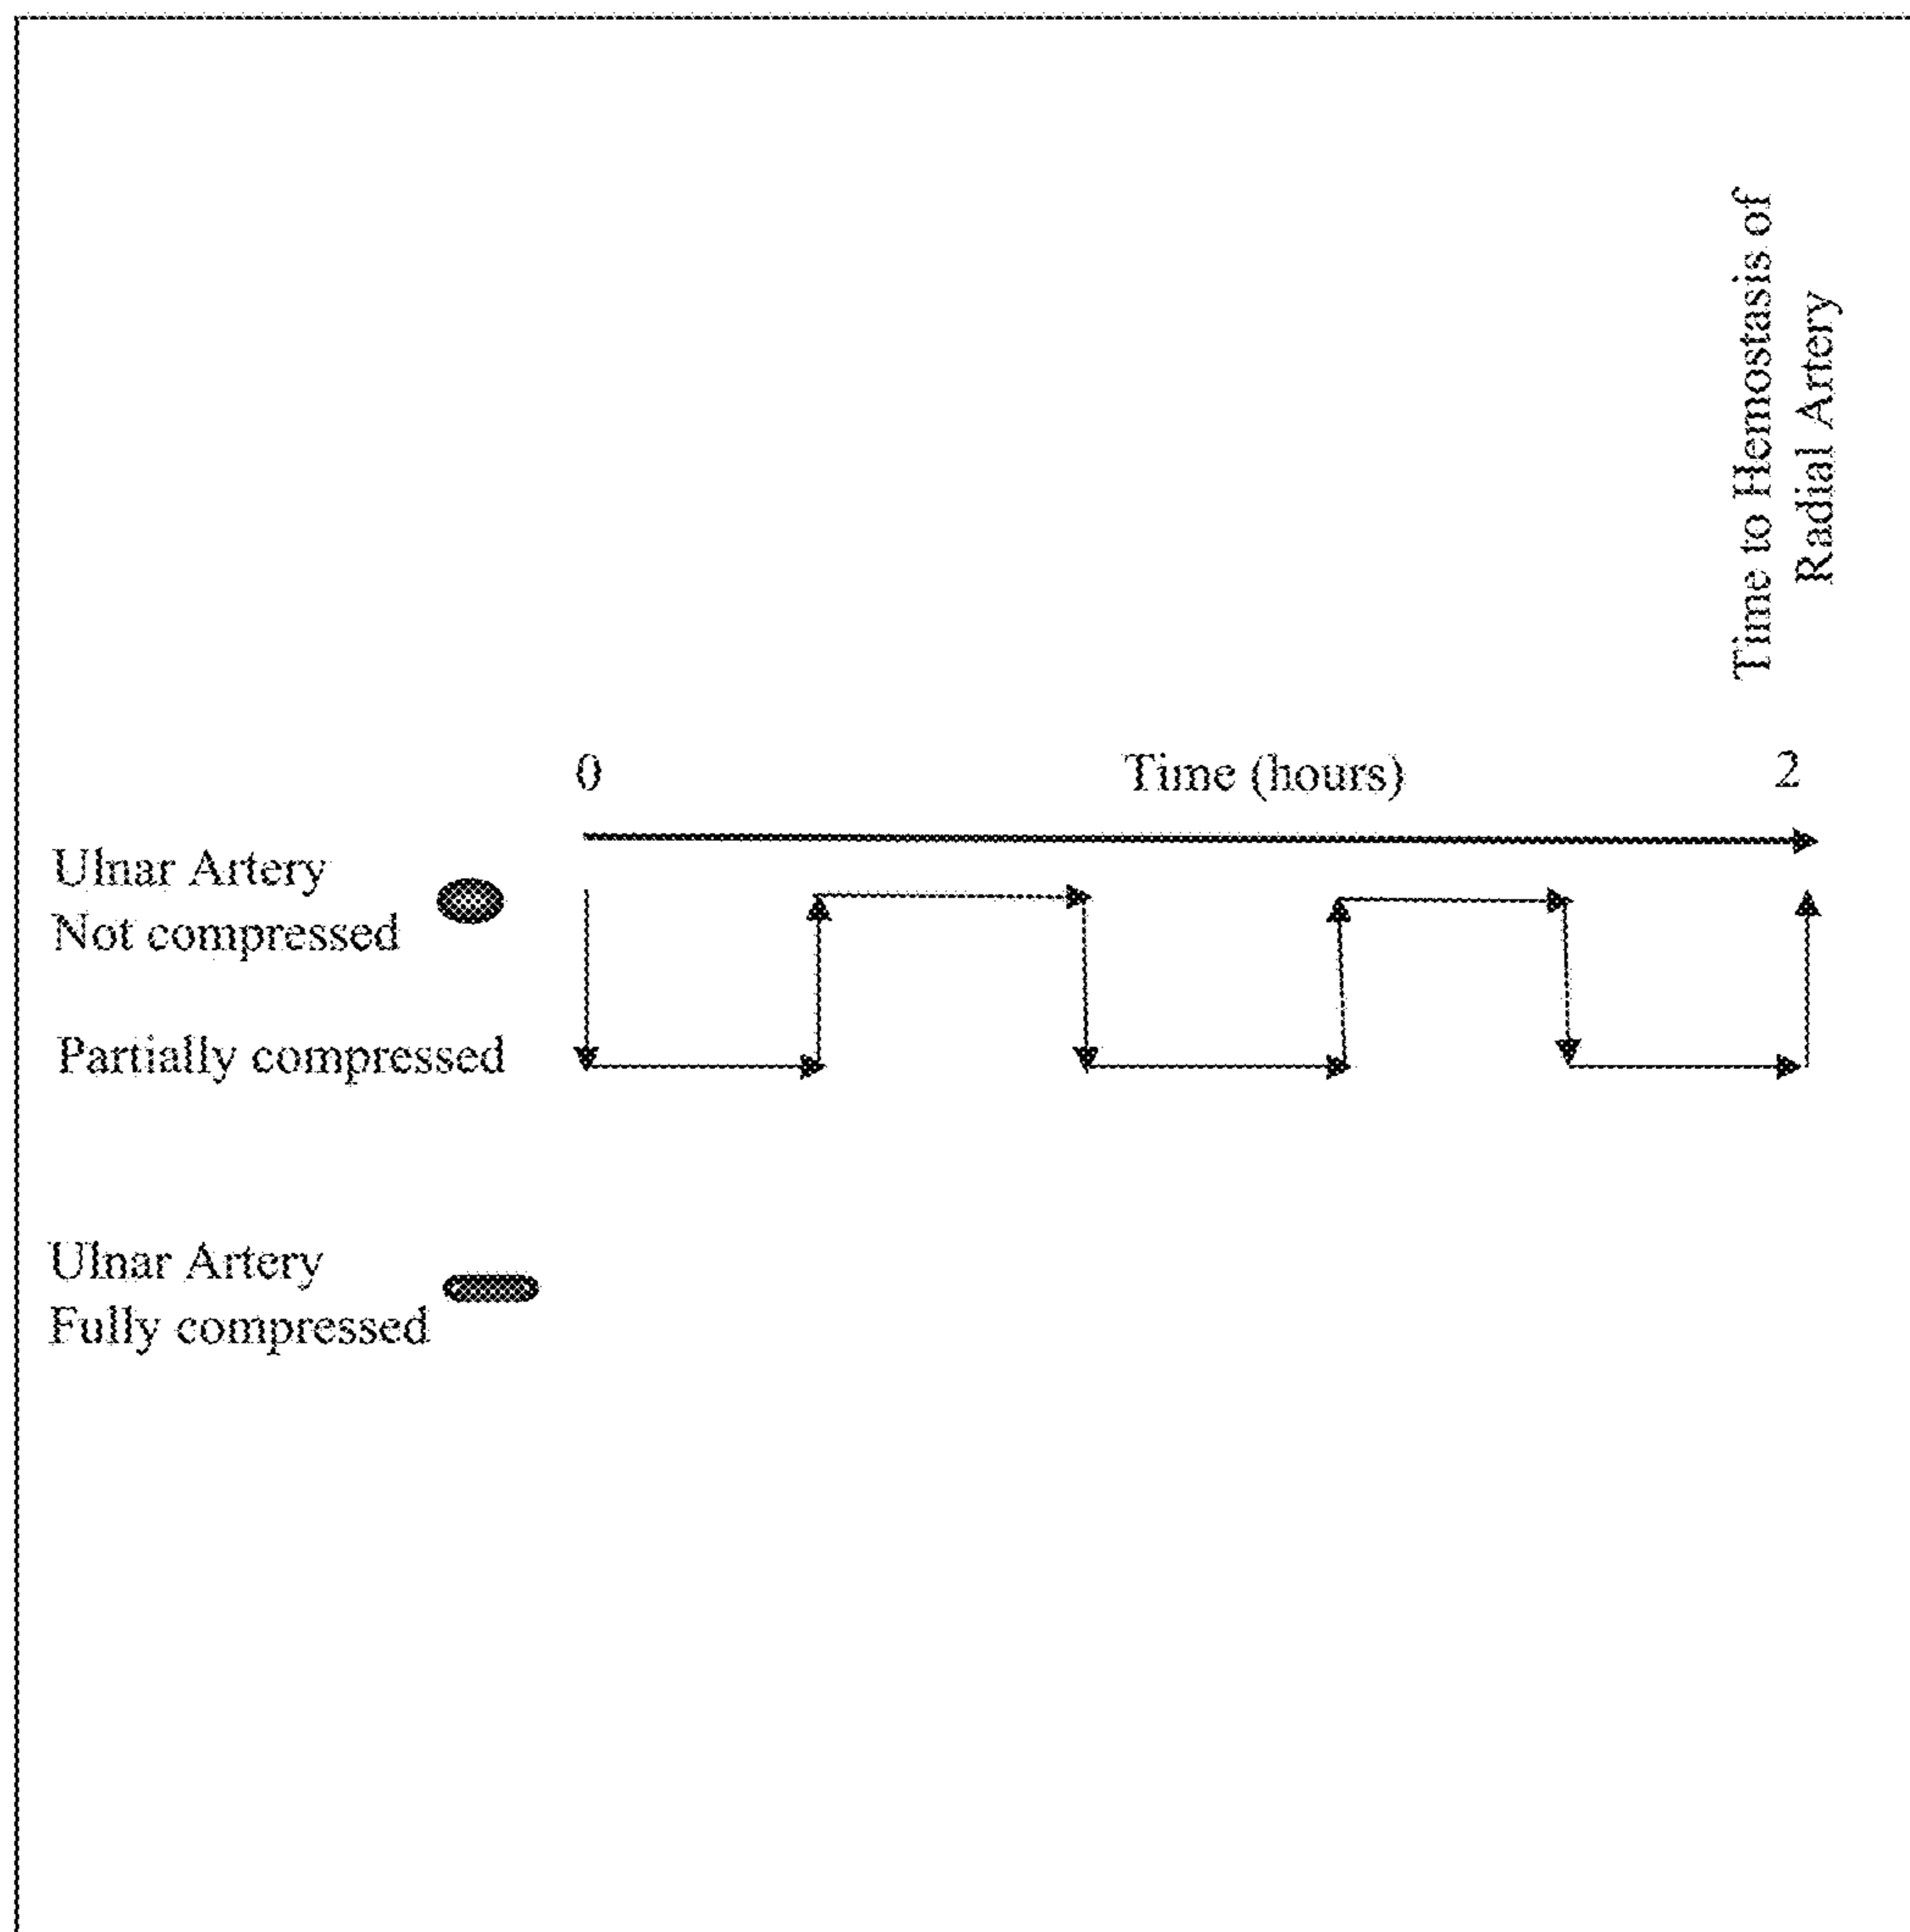 Time to Hemostasis of
Radial Artery
0 Time (hours) 2
Ulnar Artery
Not compressed
Partially compressed
Ulnar Artery
Fully compressed